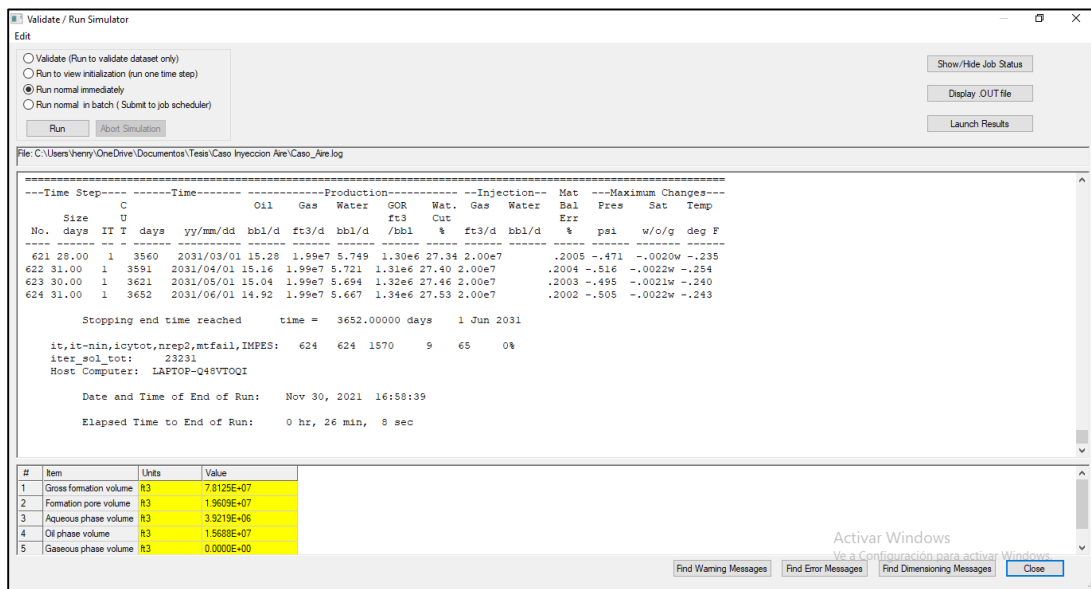 Validate / Run Simulator
Edit
Validate (Run to validate dataset only)
Run to view initialization (run one time step)
Run normal immediately
Run normal in batch ( Submit to job scheduler)
Run Abort Simulation
Show/Hide Job Status
Display .OUT file
Launch Results
File: C:\Users\henry\OneDrive\Documentos\Tesis\Caso Inyeccion Aire\Caso_Aire.log
=====================================================================
---Time Step---- ------Time------- ------------Production----------- --Injection-- Mat ---Maximum Changes---
C Oil Gas Water GOR Wat. Gas Water Bal Pres Sat Temp
Size U ft3 Cut Err
No. days IT T days yy/mm/dd bbl/d ft3/d bbl/d /bbl % ft3/d bbl/d % psi w/o/g deg F
---- ------ -- - ------ ---------- ----- ------ ----- ------ ----- ------ ------ ----- ----- ------ -----
621 28.00 1 3560 2031/03/01 15.28 1.99e7 5.749 1.30e6 27.34 2.00e7 .2005 -.471 -.0020w -.235
622 31.00 1 3591 2031/04/01 15.16 1.99e7 5.721 1.31e6 27.40 2.00e7 .2004 -.516 -.0022w -.254
623 30.00 1 3621 2031/05/01 15.04 1.99e7 5.694 1.32e6 27.46 2.00e7 .2003 -.495 -.0021w -.240
624 31.00 1 3652 2031/06/01 14.92 1.99e7 5.667 1.34e6 27.53 2.00e7 .2002 -.505 -.0022w -.243
Stopping end time reached time = 3652.00000 days 1 Jun 2031
it,it-nin,icytot,nrep2,mtfail,IMPES: 624 624 1570 9 65 0%
iter_sol_tot: 23231
Host Computer: LAPTOP-Q48VTOQI
Date and Time of End of Run: Nov 30, 2021 16:58:39
Elapsed Time to End of Run: 0 hr, 26 min, 8 sec
# Item Units Value
1 Gross formation volume ft3 7.8125E+07
2 Formation pore volume ft3 1.9609E+07
3 Aqueous phase volume ft3 3.9219E+06
4 Oil phase volume ft3 1.5688E+07
5 Gaseous phase volume ft3 0.0000E+00
Activar Windows
Ve a Configuración para activar Windows.
Find Warning Messages Find Error Messages Find Dimensioning Messages Close